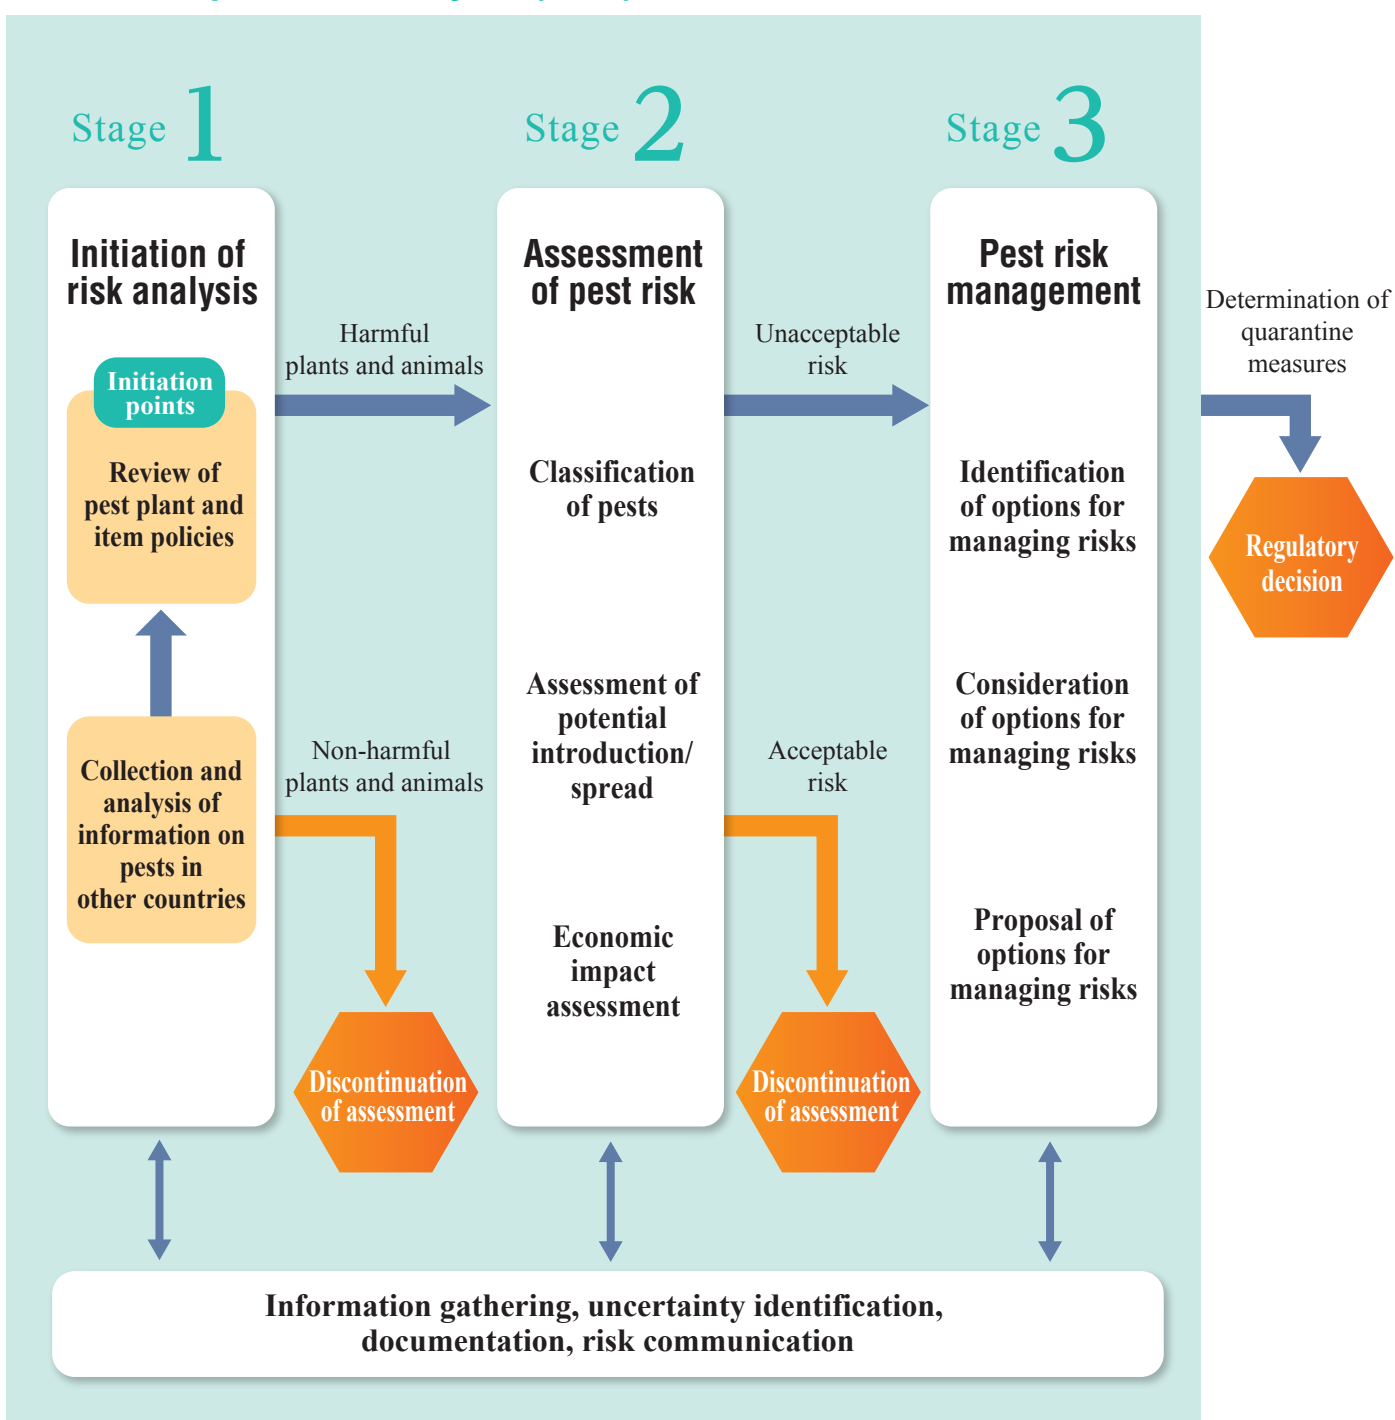 Stage 1
Initiation of
risk analysis
Initiation
points
Review of
pest plant and
item policies
Collection and
analysis of
information on
pests in
other countries
Harmful
plants and animals
Non-harmful
plants and animals
Discontinuation
of assessment
Stage 2
Assessment
of pest risk
Classification
of pests
Assessment of
potential
introduction/
spread
Economic
impact
assessment
Unacceptable
risk
Acceptable
risk
Discontinuation
of assessment
Stage 3
Pest risk
management
Identification
of options for
managing risks
Consideration
of options for
managing risks
Proposal of
options for
managing risks
Determination of
quarantine
measures
Regulatory
decision
Information gathering, uncertainty identification,
documentation, risk communication